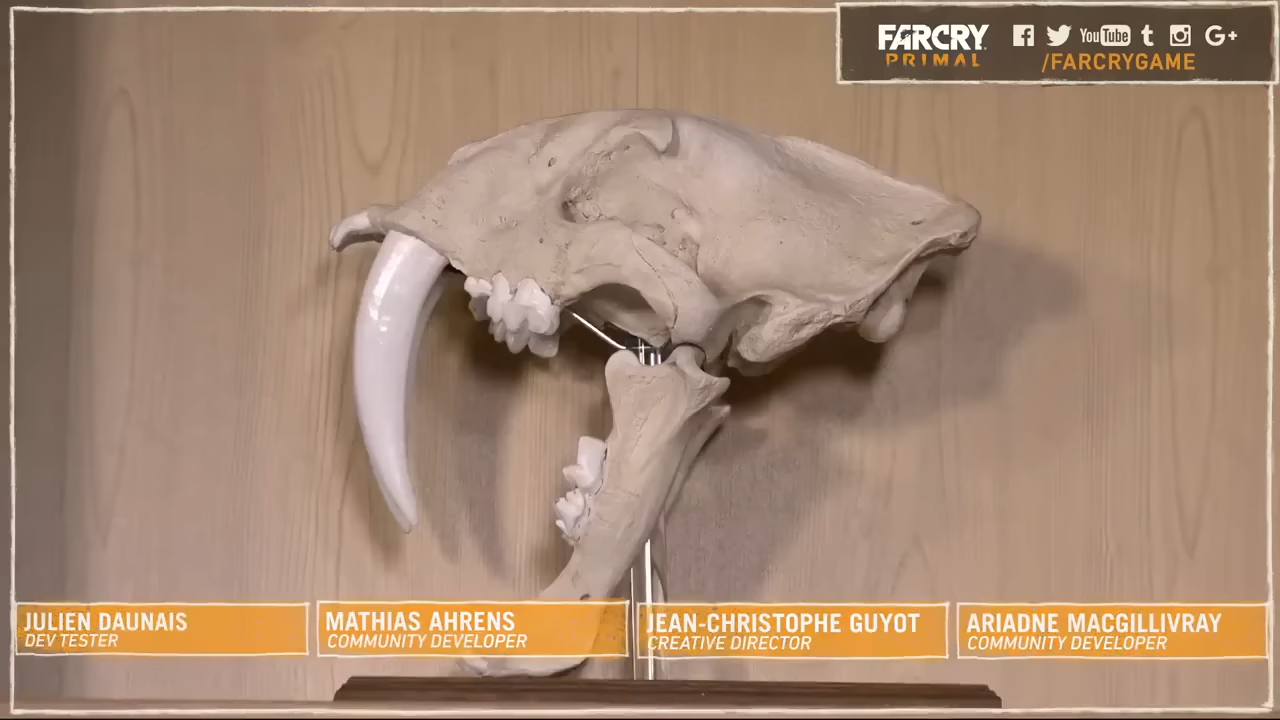 FARCRY
PRIMAL
YouTube
G+
/FARCRYGAME
JULIEN DAUNAIS
DEV TESTER
MATHIAS AHRENS
COMMUNITY DEVELOPER
JEAN-CHRISTOPHE GUYOT
CREATIVE DIRECTOR
ARIADNE MACGILLIVRAY
COMMUNITY DEVELOPER